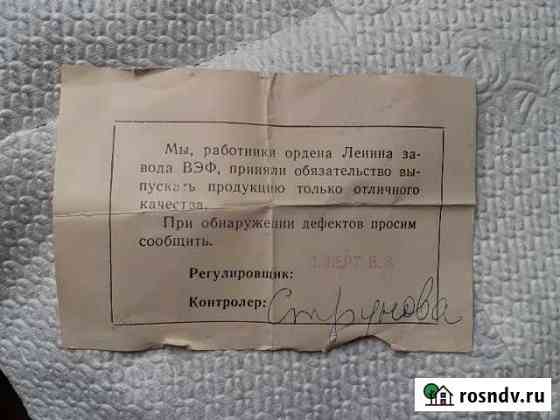 Мы, работники ордена Ленина за-
вода ВЭФ, приняли обязательство вы-
пускать продукцию только отличного
качества.
При обнаружении дефектов просим
сообщить.
Регулировщик:
Контролер:
rosndv.ru